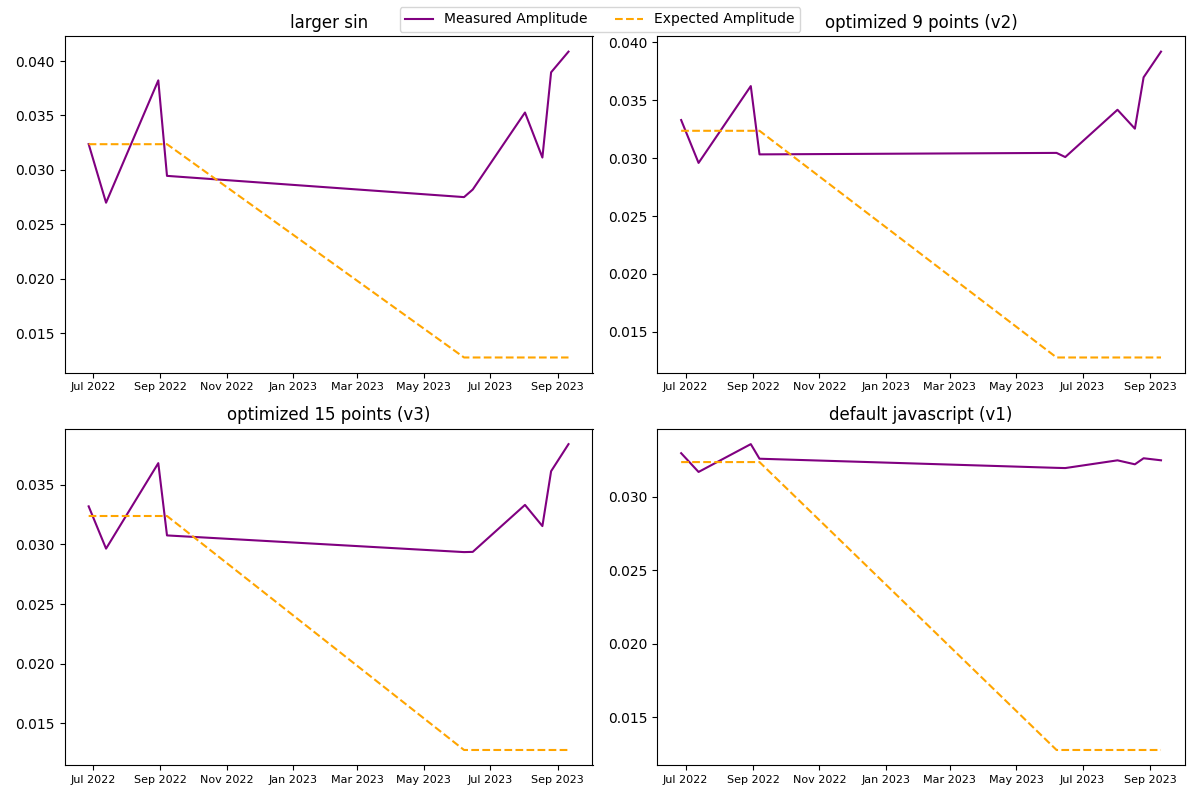 Measured Amplitude
Expected Amplitude
larger sin
0.040
0.035
0.030
0.025
0.020
0.015
Jul 2022 Sep 2022 Nov 2022 Jan 2023 Mar 2023 May 2023 Jul 2023 Sep 2023
optimized 9 points (v2)
0.040
0.035
0.030
0.025
0.020
0.015
Jul 2022 Sep 2022 Nov 2022 Jan 2023 Mar 2023 May 2023 Jul 2023 Sep 2023
optimized 15 points (v3)
0.035
0.030
0.025
0.020
0.015
Jul 2022 Sep 2022 Nov 2022 Jan 2023 Mar 2023 May 2023 Jul 2023 Sep 2023
default javascript (v1)
0.030
0.025
0.020
0.015
Jul 2022 Sep 2022 Nov 2022 Jan 2023 Mar 2023 May 2023 Jul 2023 Sep 2023